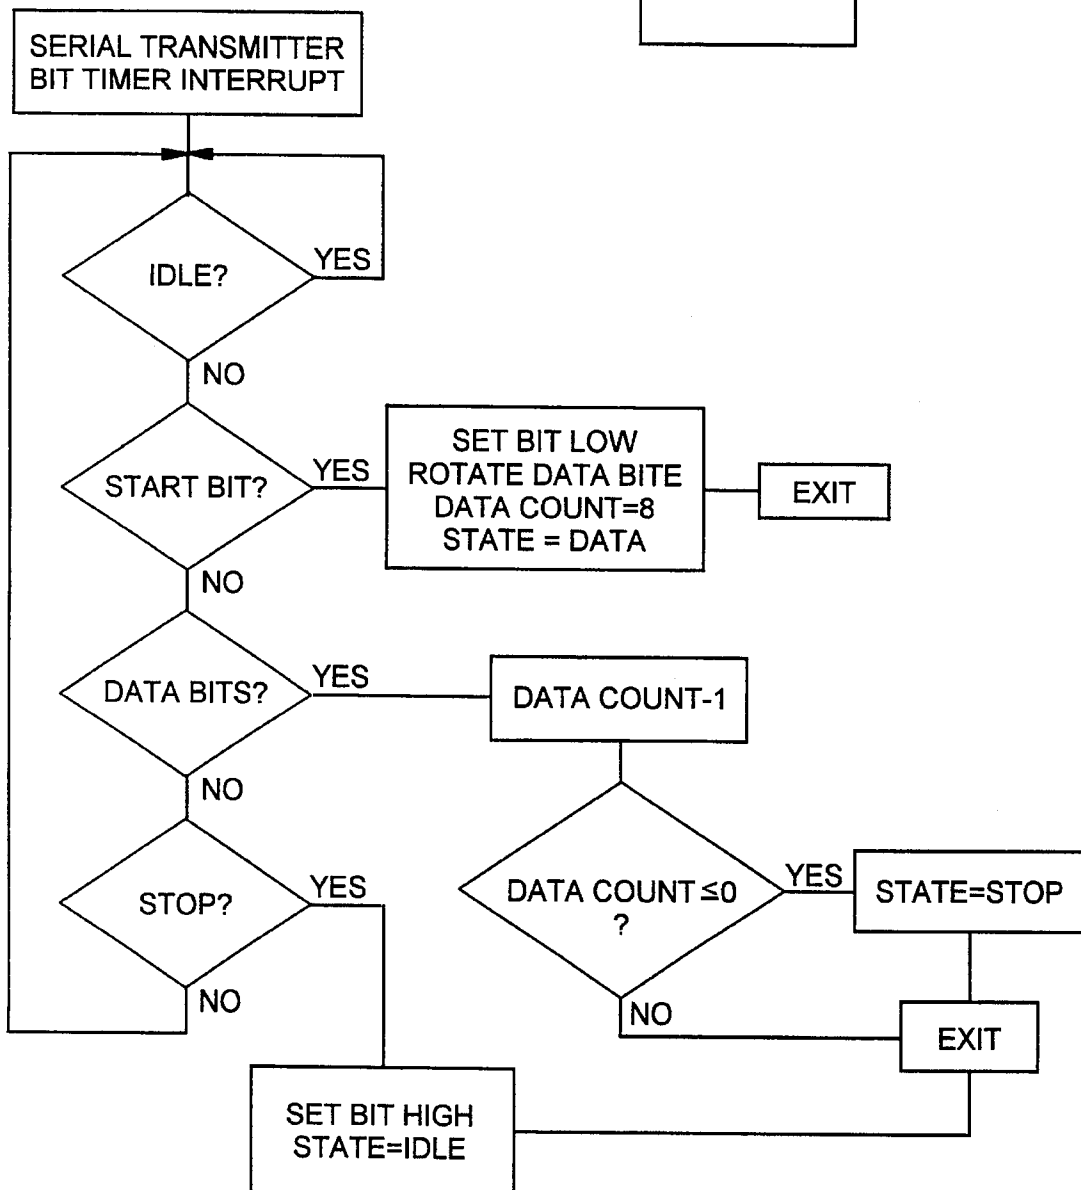 SERIAL TRANSMITTER
BIT TIMER INTERRUPT
IDLE?
YES
NO
START BIT?
YES
SET BIT LOW
ROTATE DATA BITE
DATA COUNT=8
STATE = DATA
EXIT
NO
DATA BITS?
YES
DATA COUNT-1
NO
STOP?
YES
DATA COUNT ≤0
?
YES
STATE=STOP
NO
NO
EXIT
SET BIT HIGH
STATE=IDLE